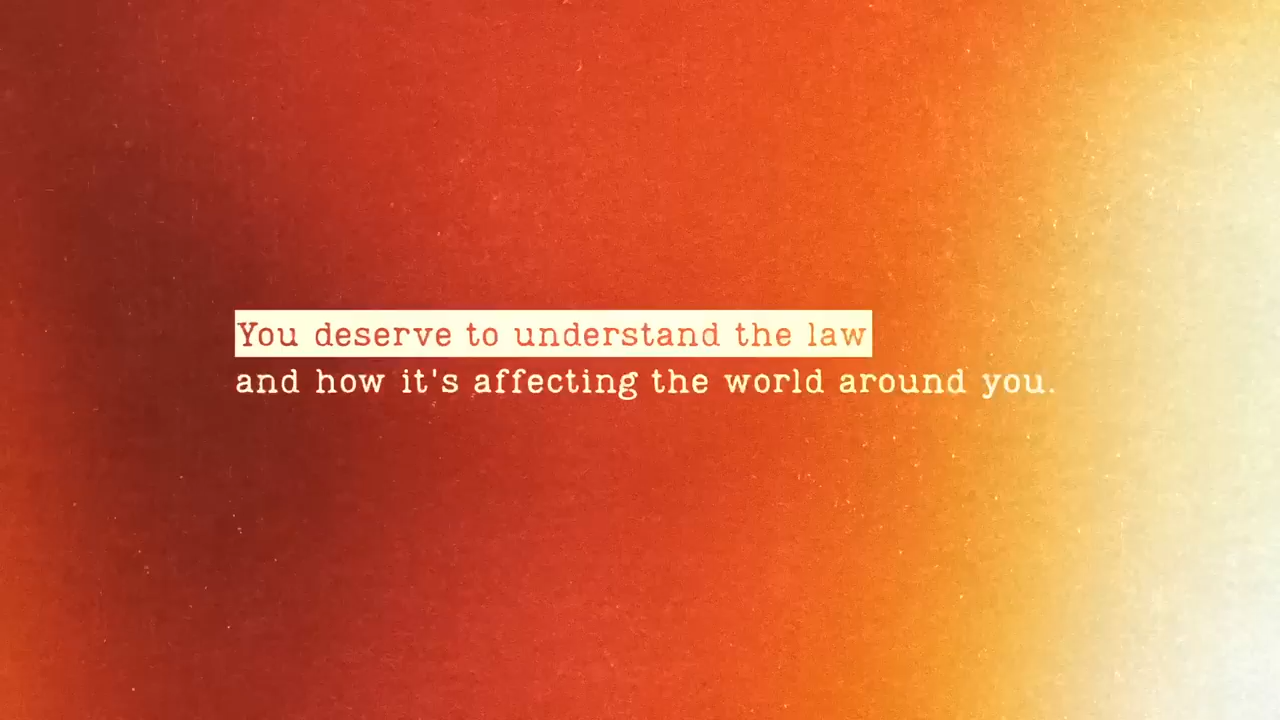 You deserve to understand the law
and how it's affecting the world around you.